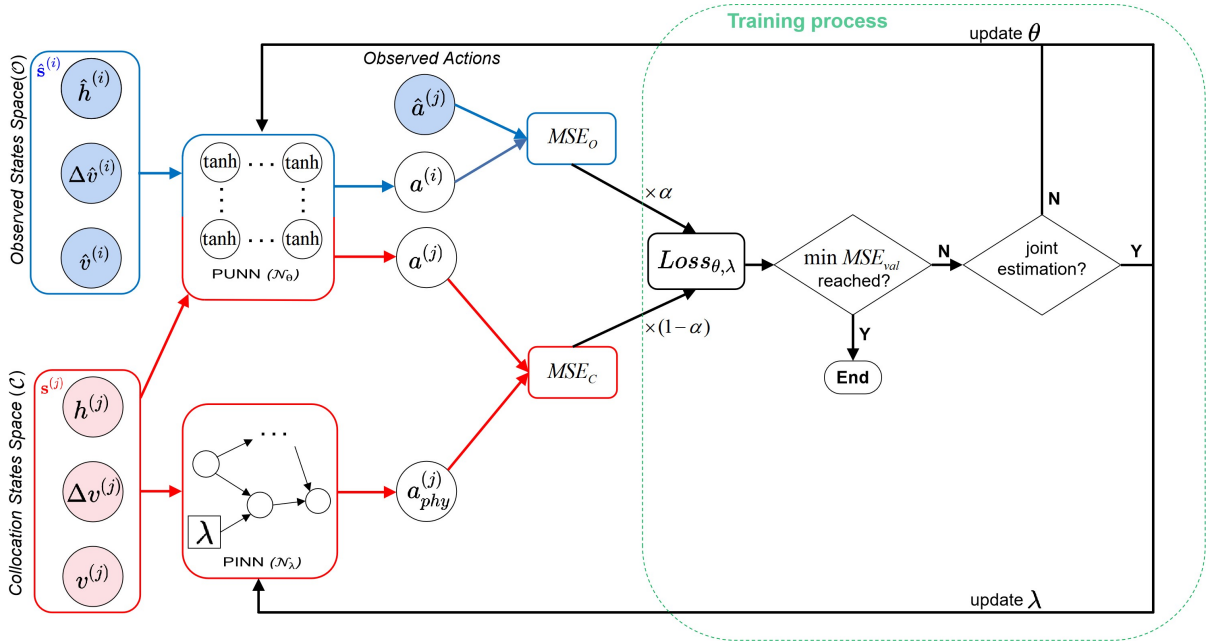 Training process
update θ
Observed States Space(𝒪)
ŝ⁽ⁱ⁾
ĥ⁽ⁱ⁾
Δv̂⁽ⁱ⁾
v̂⁽ⁱ⁾
Observed Actions
â⁽ʲ⁾
a⁽ⁱ⁾
a⁽ʲ⁾
tanh ... tanh
tanh ... tanh
PUNN (𝒩_θ)
MSE_O
×α
Loss_θ,λ
×(1−α)
MSE_C
min MSE_val
reached?
N
Y
End
joint
estimation?
N
Y
Collocation States Space (𝒞)
s⁽ʲ⁾
h⁽ʲ⁾
Δv⁽ʲ⁾
v⁽ʲ⁾
...
λ
PINN (𝒩_λ)
a_phy⁽ʲ⁾
update λ